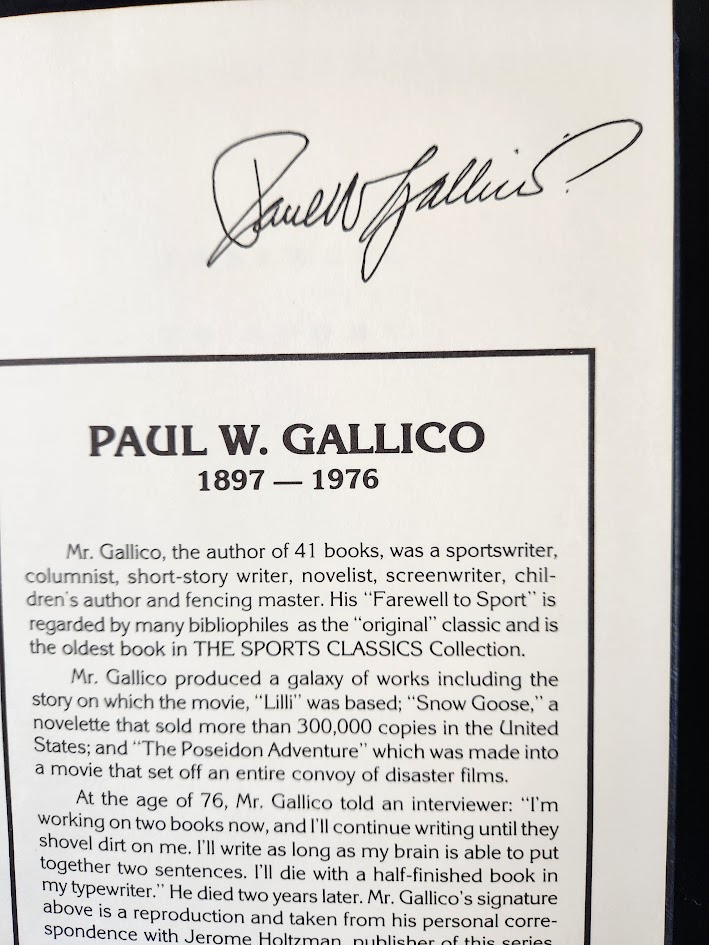 Paul W Gallico
PAUL W. GALLICO
1897 — 1976
Mr. Gallico, the author of 41 books, was a sportswriter,
columnist, short-story writer, novelist, screenwriter, chil-
dren's author and fencing master. His “Farewell to Sport” is
regarded by many bibliophiles as the “original” classic and is
the oldest book in THE SPORTS CLASSICS Collection.
Mr. Gallico produced a galaxy of works including the
story on which the movie, “Lilli” was based; “Snow Goose,” a
novelette that sold more than 300,000 copies in the United
States; and “The Poseidon Adventure” which was made into
a movie that set off an entire convoy of disaster films.
At the age of 76, Mr. Gallico told an interviewer: “I'm
working on two books now, and I'll continue writing until they
shovel dirt on me. I'll write as long as my brain is able to put
together two sentences. I'll die with a half-finished book in
my typewriter.” He died two years later. Mr. Gallico's signature
above is a reproduction and taken from his personal corre-
spondence with Jerome Holtzman, publisher of this series.